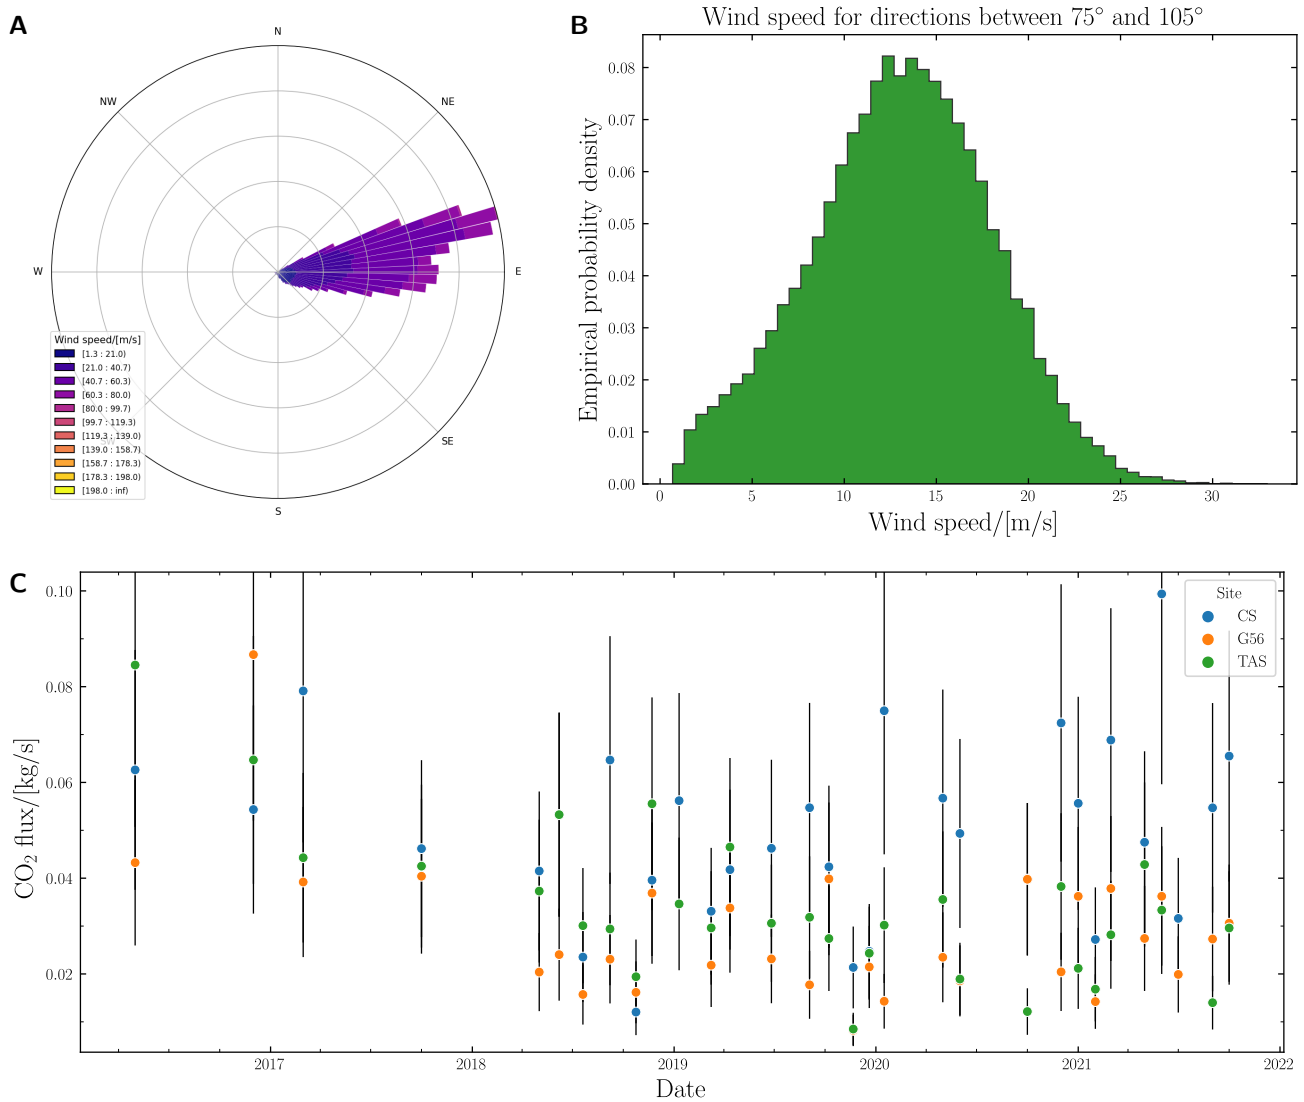 A
N
NW
NE
W
E
SW
SE
S
Wind speed/[m/s]
[1.3 : 21.0)
[21.0 : 40.7)
[40.7 : 60.3)
[60.3 : 80.0)
[80.0 : 99.7)
[99.7 : 119.3)
[119.3 : 139.0)
[139.0 : 158.7)
[158.7 : 178.3)
[178.3 : 198.0)
[198.0 : inf)
B
Wind speed for directions between 75° and 105°
Empirical probability density
0.08
0.07
0.06
0.05
0.04
0.03
0.02
0.01
0.00
0 5 10 15 20 25 30
Wind speed/[m/s]
C
CO₂ flux/[kg/s]
0.10
0.08
0.06
0.04
0.02
Site
CS
G56
TAS
2017 2018 2019 2020 2021 2022
Date